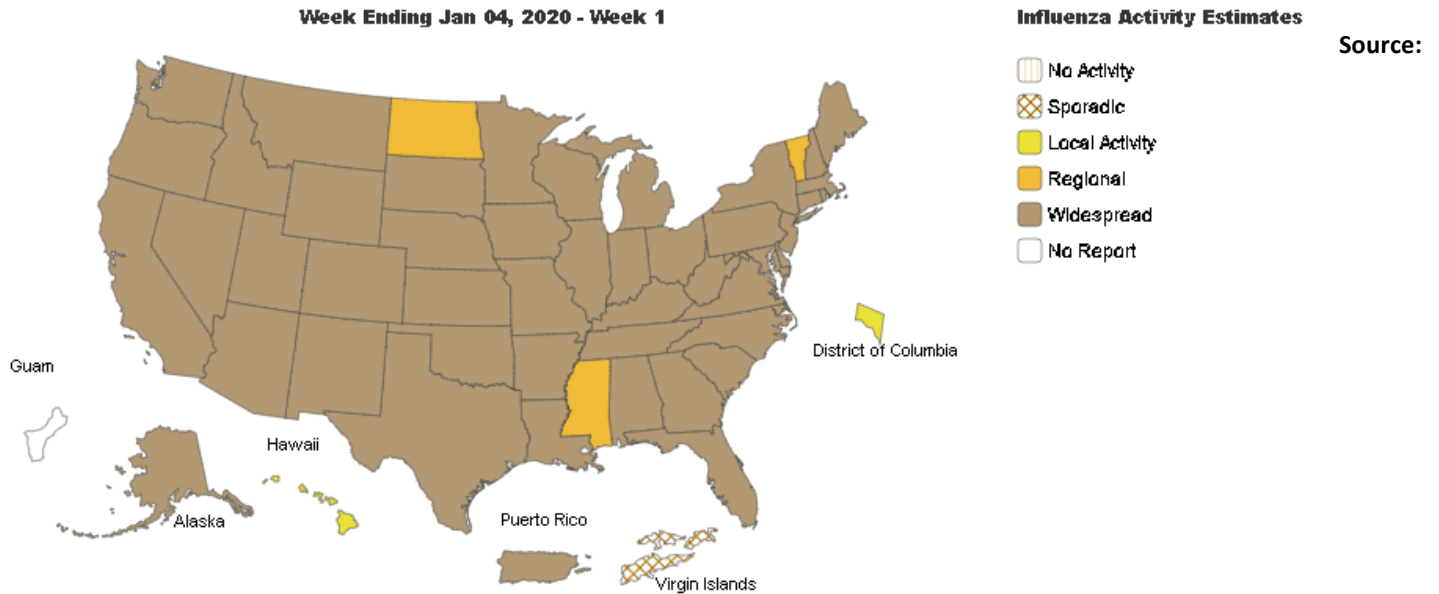 Week Ending Jan 04, 2020 - Week 1
Influenza Activity Estimates
Source:
No Activity
Sporadic
Local Activity
Regional
Widespread
No Report
District of Columbia
Guam
Hawaii
Alaska
Puerto Rico
Virgin Islands